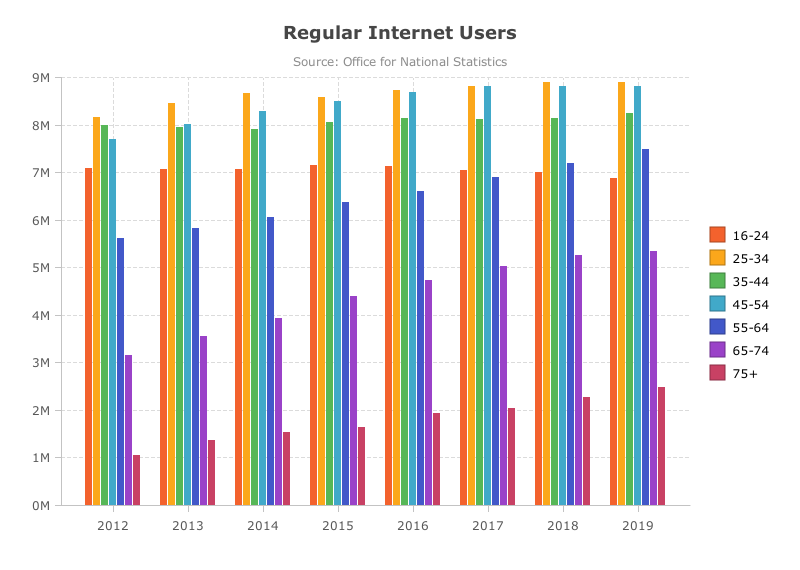 Regular Internet Users
Source: Office for National Statistics
9M
8M
7M
6M
5M
4M
3M
2M
1M
0M
2012 2013 2014 2015 2016 2017 2018 2019
16-24
25-34
35-44
45-54
55-64
65-74
75+